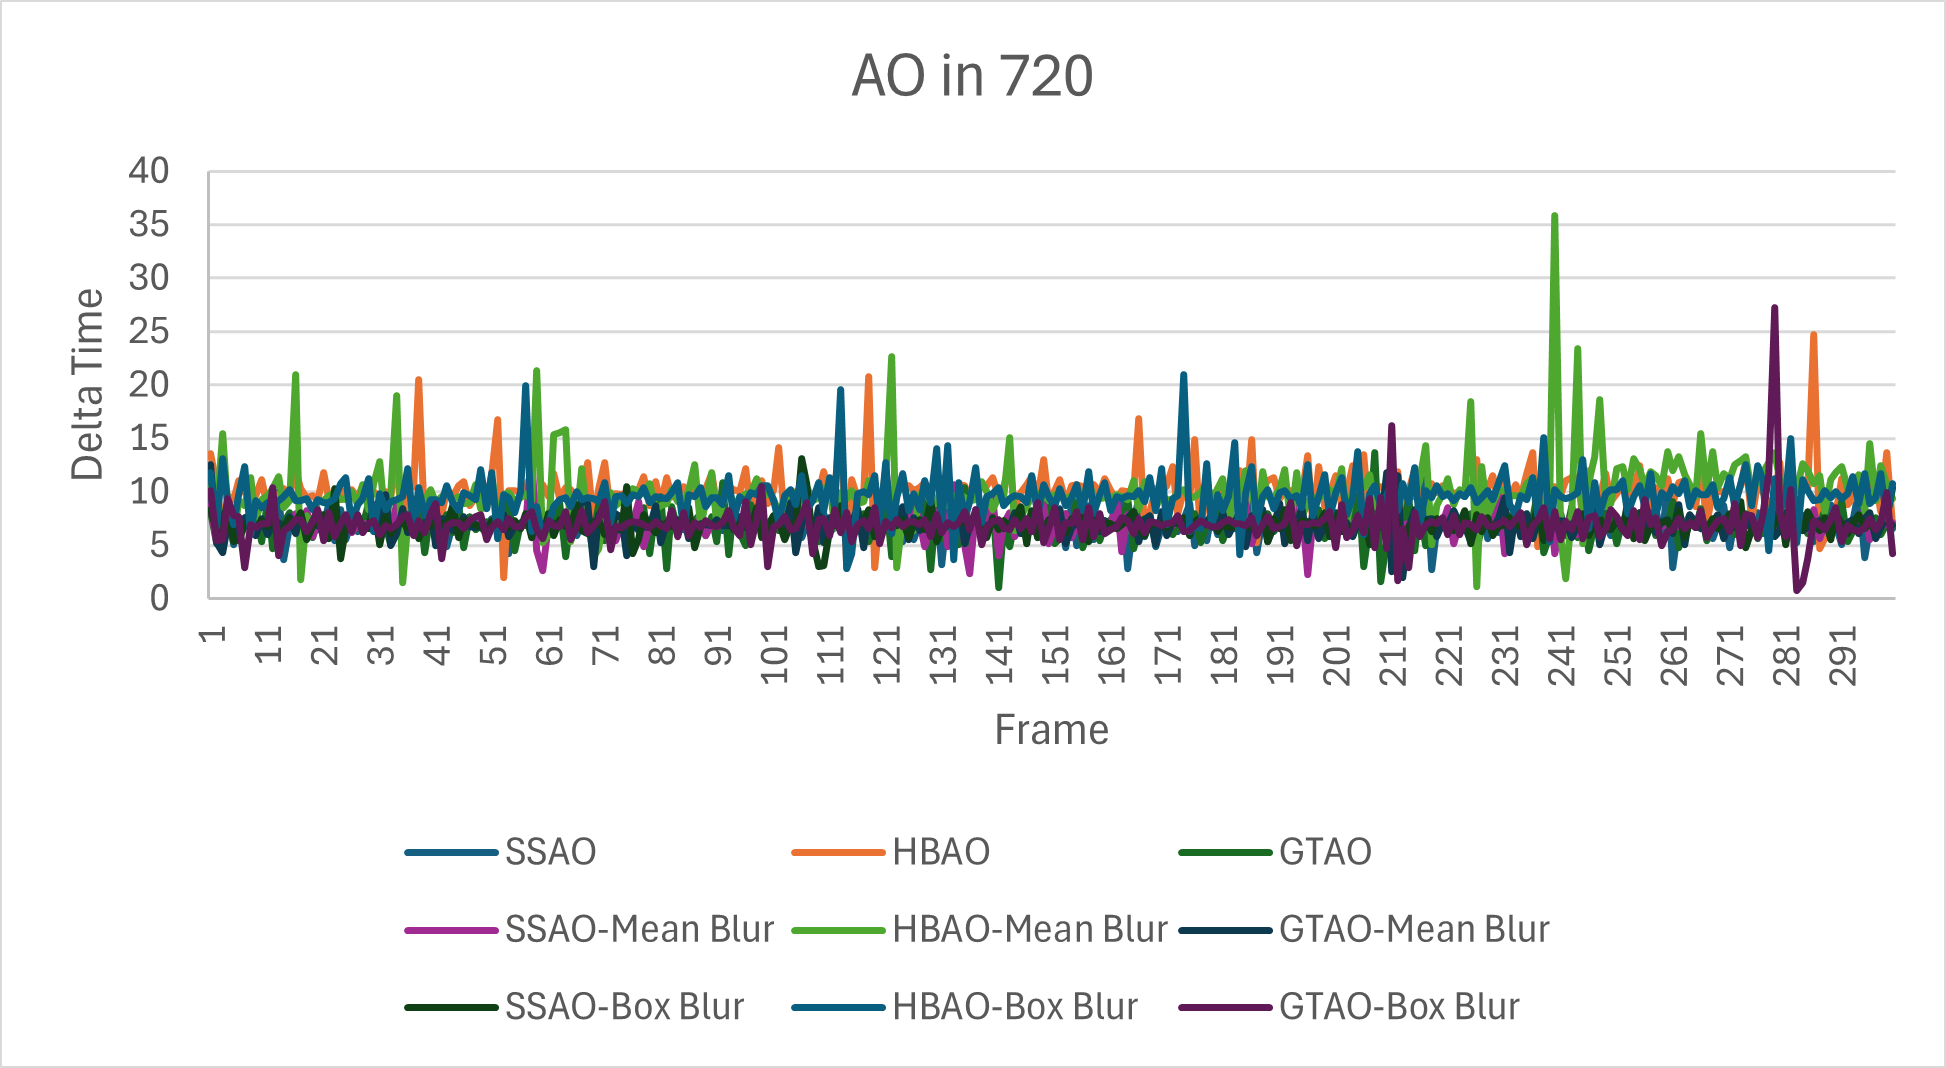 AO in 720
40
35
30
25
20
15
10
5
0
Delta Time
1 11 21 31 41 51 61 71 81 91 101 111 121 131 141 151 161 171 181 191 201 211 221 231 241 251 261 271 281 291
Frame
SSAO HBAO GTAO
SSAO-Mean Blur HBAO-Mean Blur GTAO-Mean Blur
SSAO-Box Blur HBAO-Box Blur GTAO-Box Blur